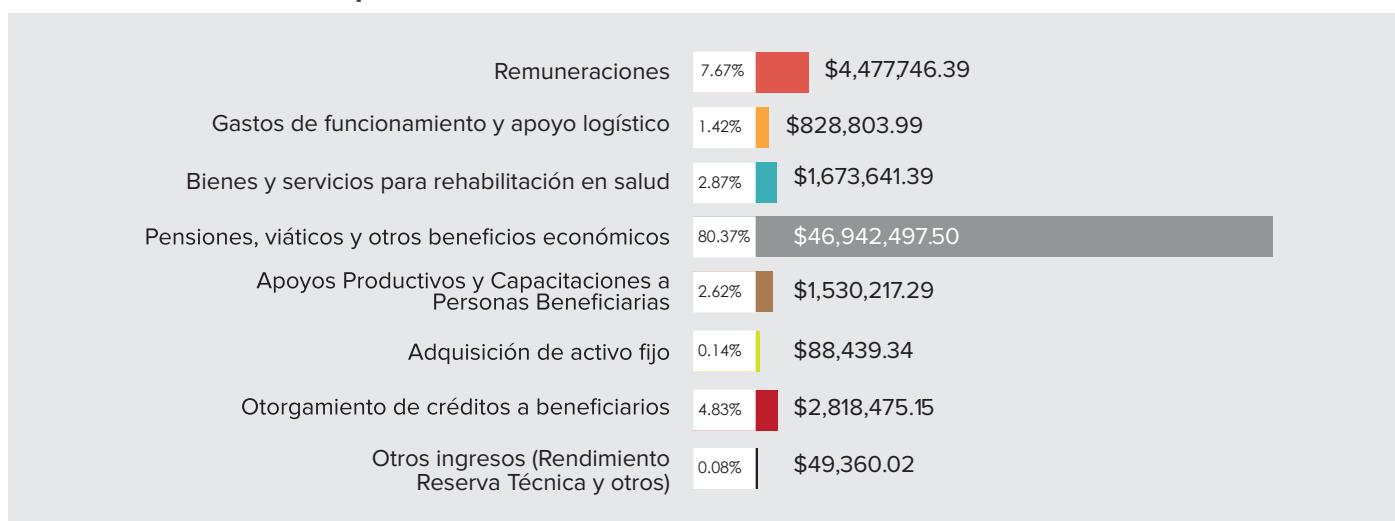 Remuneraciones 7.67% $4,477,746.39
Gastos de funcionamiento y apoyo logístico 1.42% $828,803.99
Bienes y servicios para rehabilitación en salud 2.87% $1,673,641.39
Pensiones, viáticos y otros beneficios económicos 80.37% $46,942,497.50
Apoyos Productivos y Capacitaciones a
Personas Beneficiarias 2.62% $1,530,217.29
Adquisición de activo fijo 0.14% $88,439.34
Otorgamiento de créditos a beneficiarios 4.83% $2,818,475.15
Otros ingresos (Rendimiento
Reserva Técnica y otros) 0.08% $49,360.02